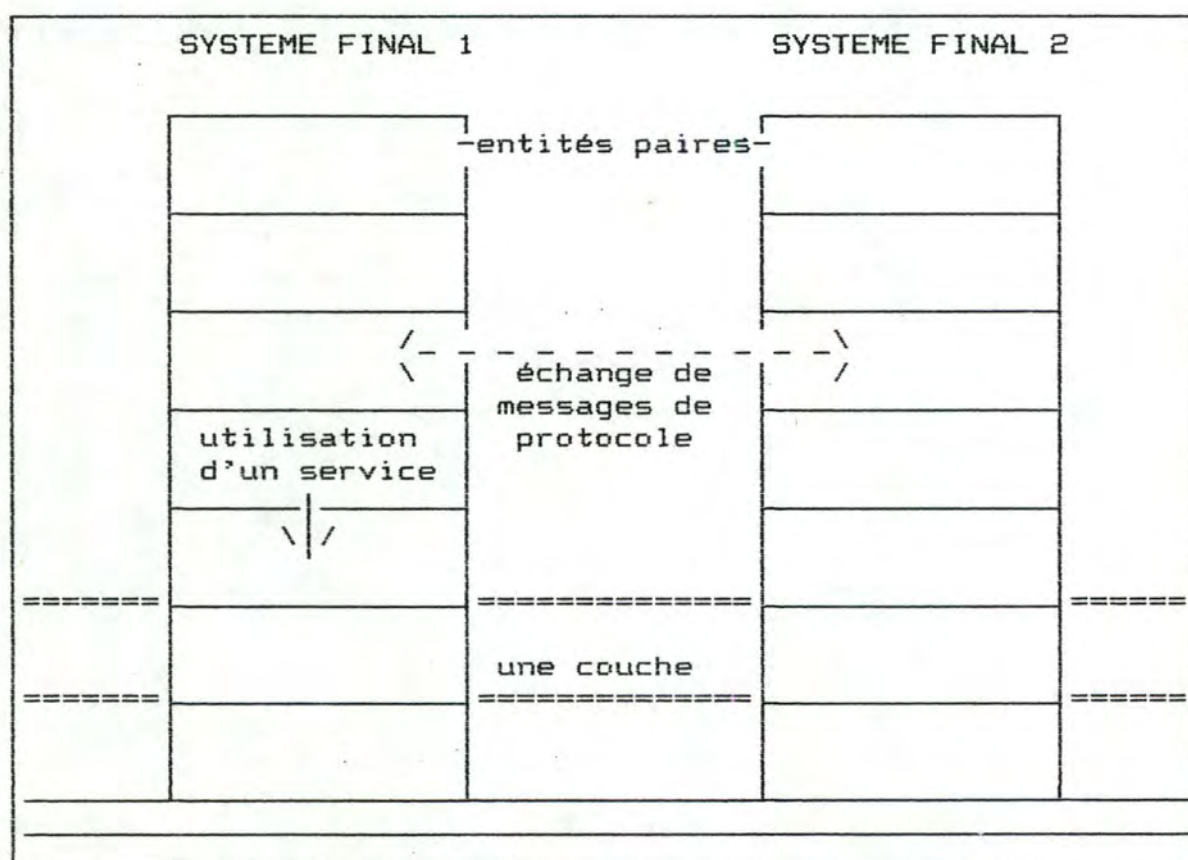 SYSTEME FINAL 1 SYSTEME FINAL 2
-entités paires-
échange de
messages de
protocole
utilisation
d'un service
une couche